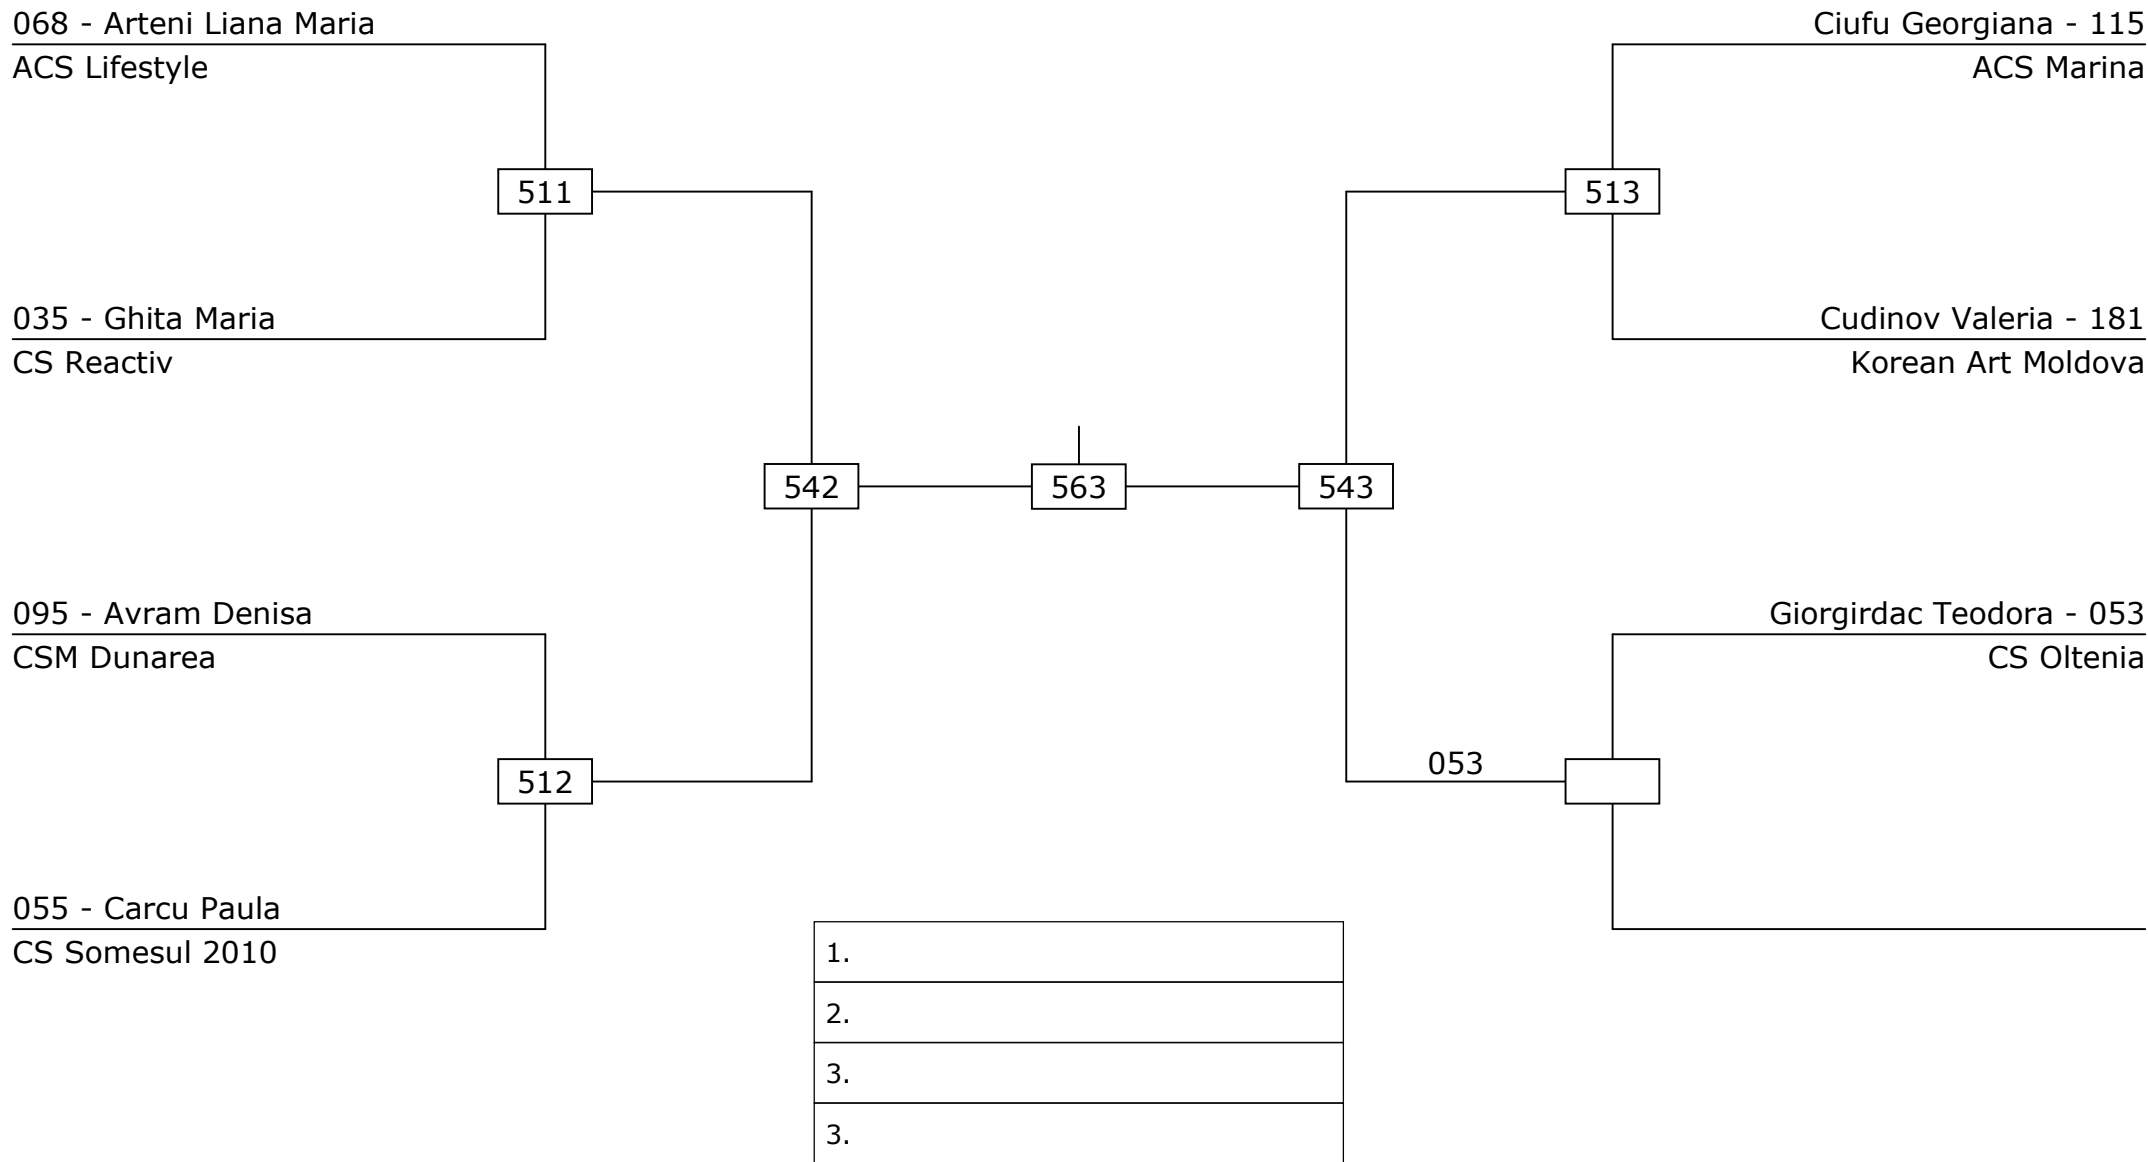 068 - Arteni Liana Maria
ACS Lifestyle
Ciufu Georgiana - 115
ACS Marina
511
513
035 - Ghita Maria
CS Reactiv
Cudinov Valeria - 181
Korean Art Moldova
542
563
543
095 - Avram Denisa
CSM Dunarea
Giorgirdac Teodora - 053
CS Oltenia
512
053
055 - Carcu Paula
CS Somesul 2010
1.
2.
3.
3.